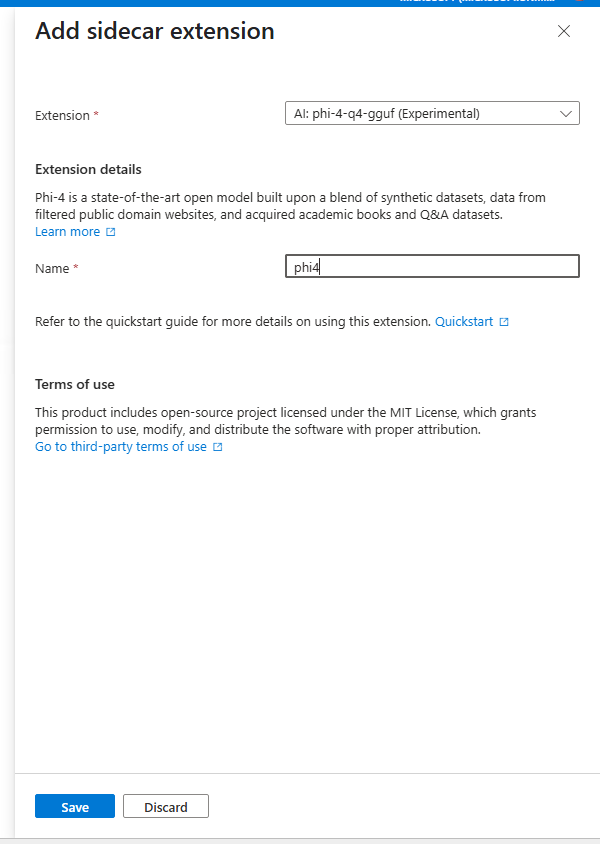 Add sidecar extension
Extension *
AI: phi-4-q4-gguf (Experimental)
Extension details
Phi-4 is a state-of-the-art open model built upon a blend of synthetic datasets, data from
filtered public domain websites, and acquired academic books and Q&A datasets.
Learn more
Name *
phi4
Refer to the quickstart guide for more details on using this extension. Quickstart
Terms of use
This product includes open-source project licensed under the MIT License, which grants
permission to use, modify, and distribute the software with proper attribution.
Go to third-party terms of use
Save
Discard